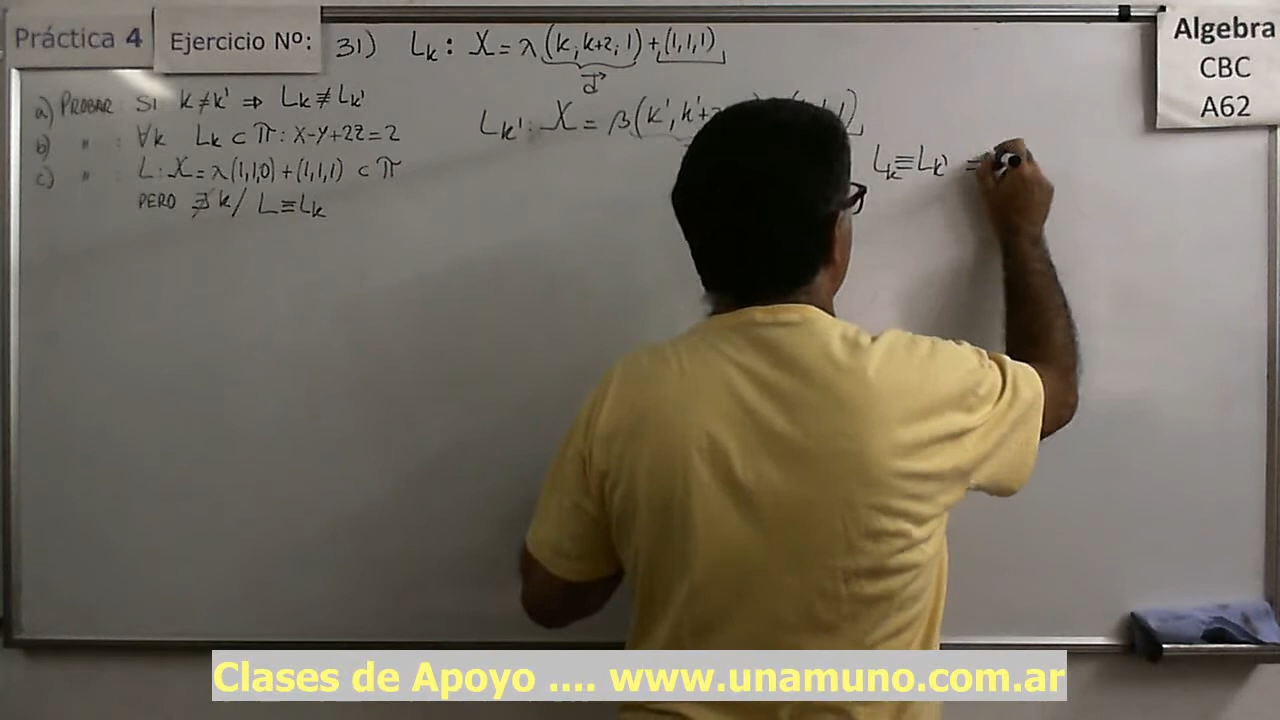 Práctica 4
Ejercicio Nº: 31) Lk : X = λ(k, k+2, 1) + (1,1,1)
d→
a) PROBAR: SI k ≠ k' ⇒ Lk ≢ Lk'
b) " : ∀k Lk ⊂ π: x-y+2z=2
c) " : L: X = λ(1,1,0) + (1,1,1) ⊂ π
PERO ∄ k / L ≡ Lk
Lk' : X = β(k', k'+
Lk ≡ Lk'
Algebra
CBC
A62
Clases de Apoyo .... www.unamuno.com.ar